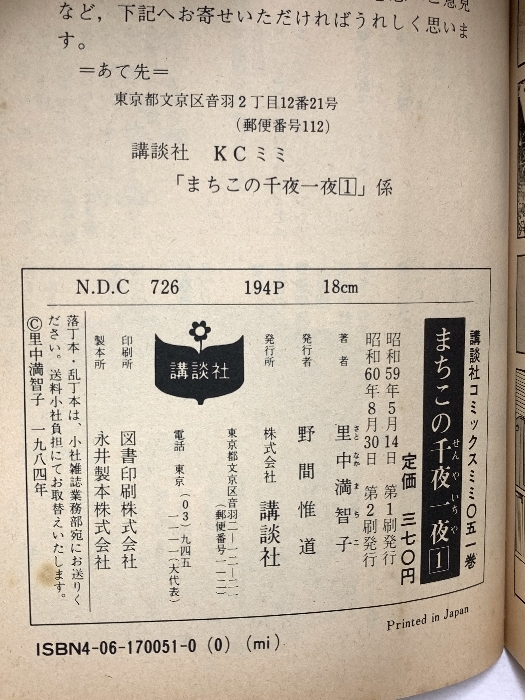 など，下記へお寄せいただければうれしく思いま
す。
＝あて先＝
東京都文京区音羽２丁目12番21号
（郵便番号112）
講談社　ＫＣミミ
「まちこの千夜一夜1」係
N.D.C　726　194P　18cm
講談社コミックスミミ〇五一巻
まちこの千夜一夜 1
せんやいちや
昭和59年5月14日　第1刷発行
昭和60年8月30日　第2刷発行
定価　三七〇円
著者　里中満智子
さとなかまちこ
発行者　野間惟道
発行所　株式会社　講談社
東京都文京区音羽二―一二―二一
（郵便番号一一二）
電話　東京（〇三）九四五
一一一一（大代表）
講談社
印刷所　図書印刷株式会社
製本所　永井製本株式会社
落丁本・乱丁本は、小社雑誌業務部宛にお送りく
ださい。送料小社負担にてお取替えいたします。
©里中満智子　一九八四年
Printed in Japan
ISBN4-06-170051-0 (0) (mi)